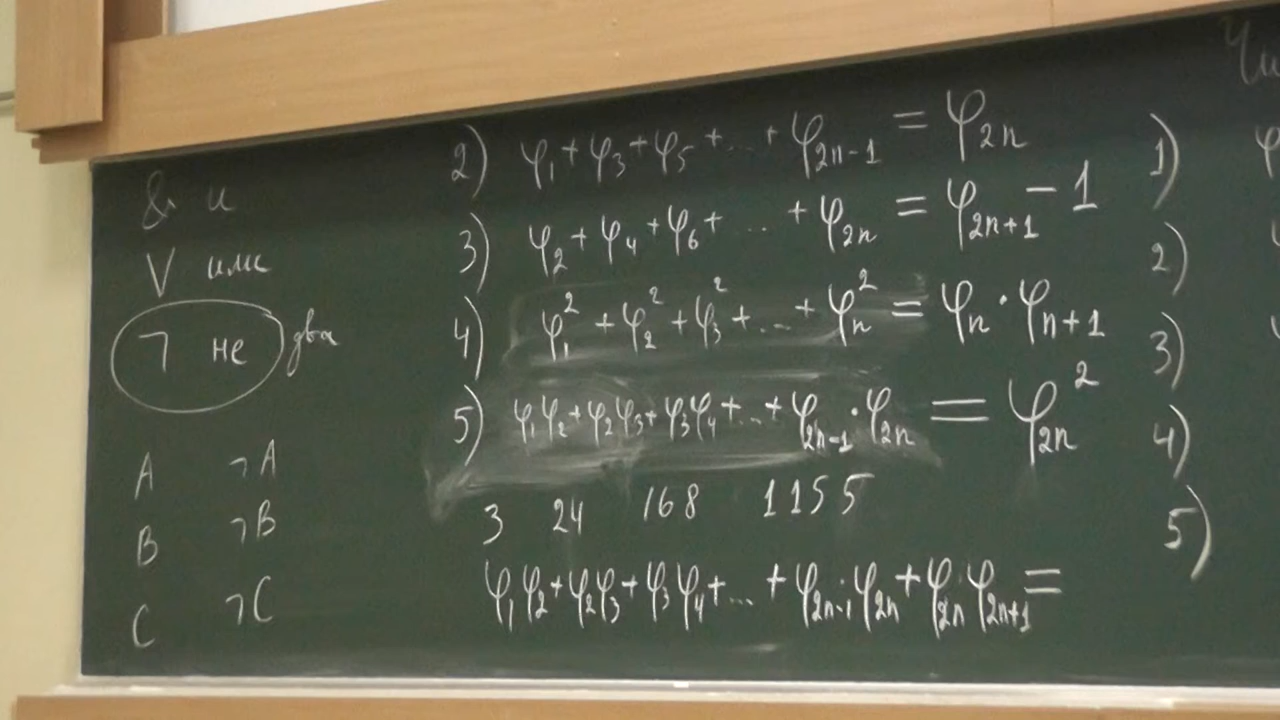 & и
V или
¬ не два
A ¬A
B ¬B
C ¬C
2) φ₁ + φ₃ + φ₅ + ... + φ₂ₙ₋₁ = φ₂ₙ
3) φ₂ + φ₄ + φ₆ + ... + φ₂ₙ = φ₂ₙ₊₁ - 1
4) φ₁² + φ₂² + φ₃² + ... + φₙ² = φₙ · φₙ₊₁
5) φ₁φ₂ + φ₂φ₃ + φ₃φ₄ + ... + φ₂ₙ₋₁ · φ₂ₙ = φ₂ₙ²
3 24 168 1155
φ₁φ₂ + φ₂φ₃ + φ₃φ₄ + ... + φ₂ₙ₋₁φ₂ₙ + φ₂ₙφ₂ₙ₊₁ =
1)
2)
3)
4)
5)